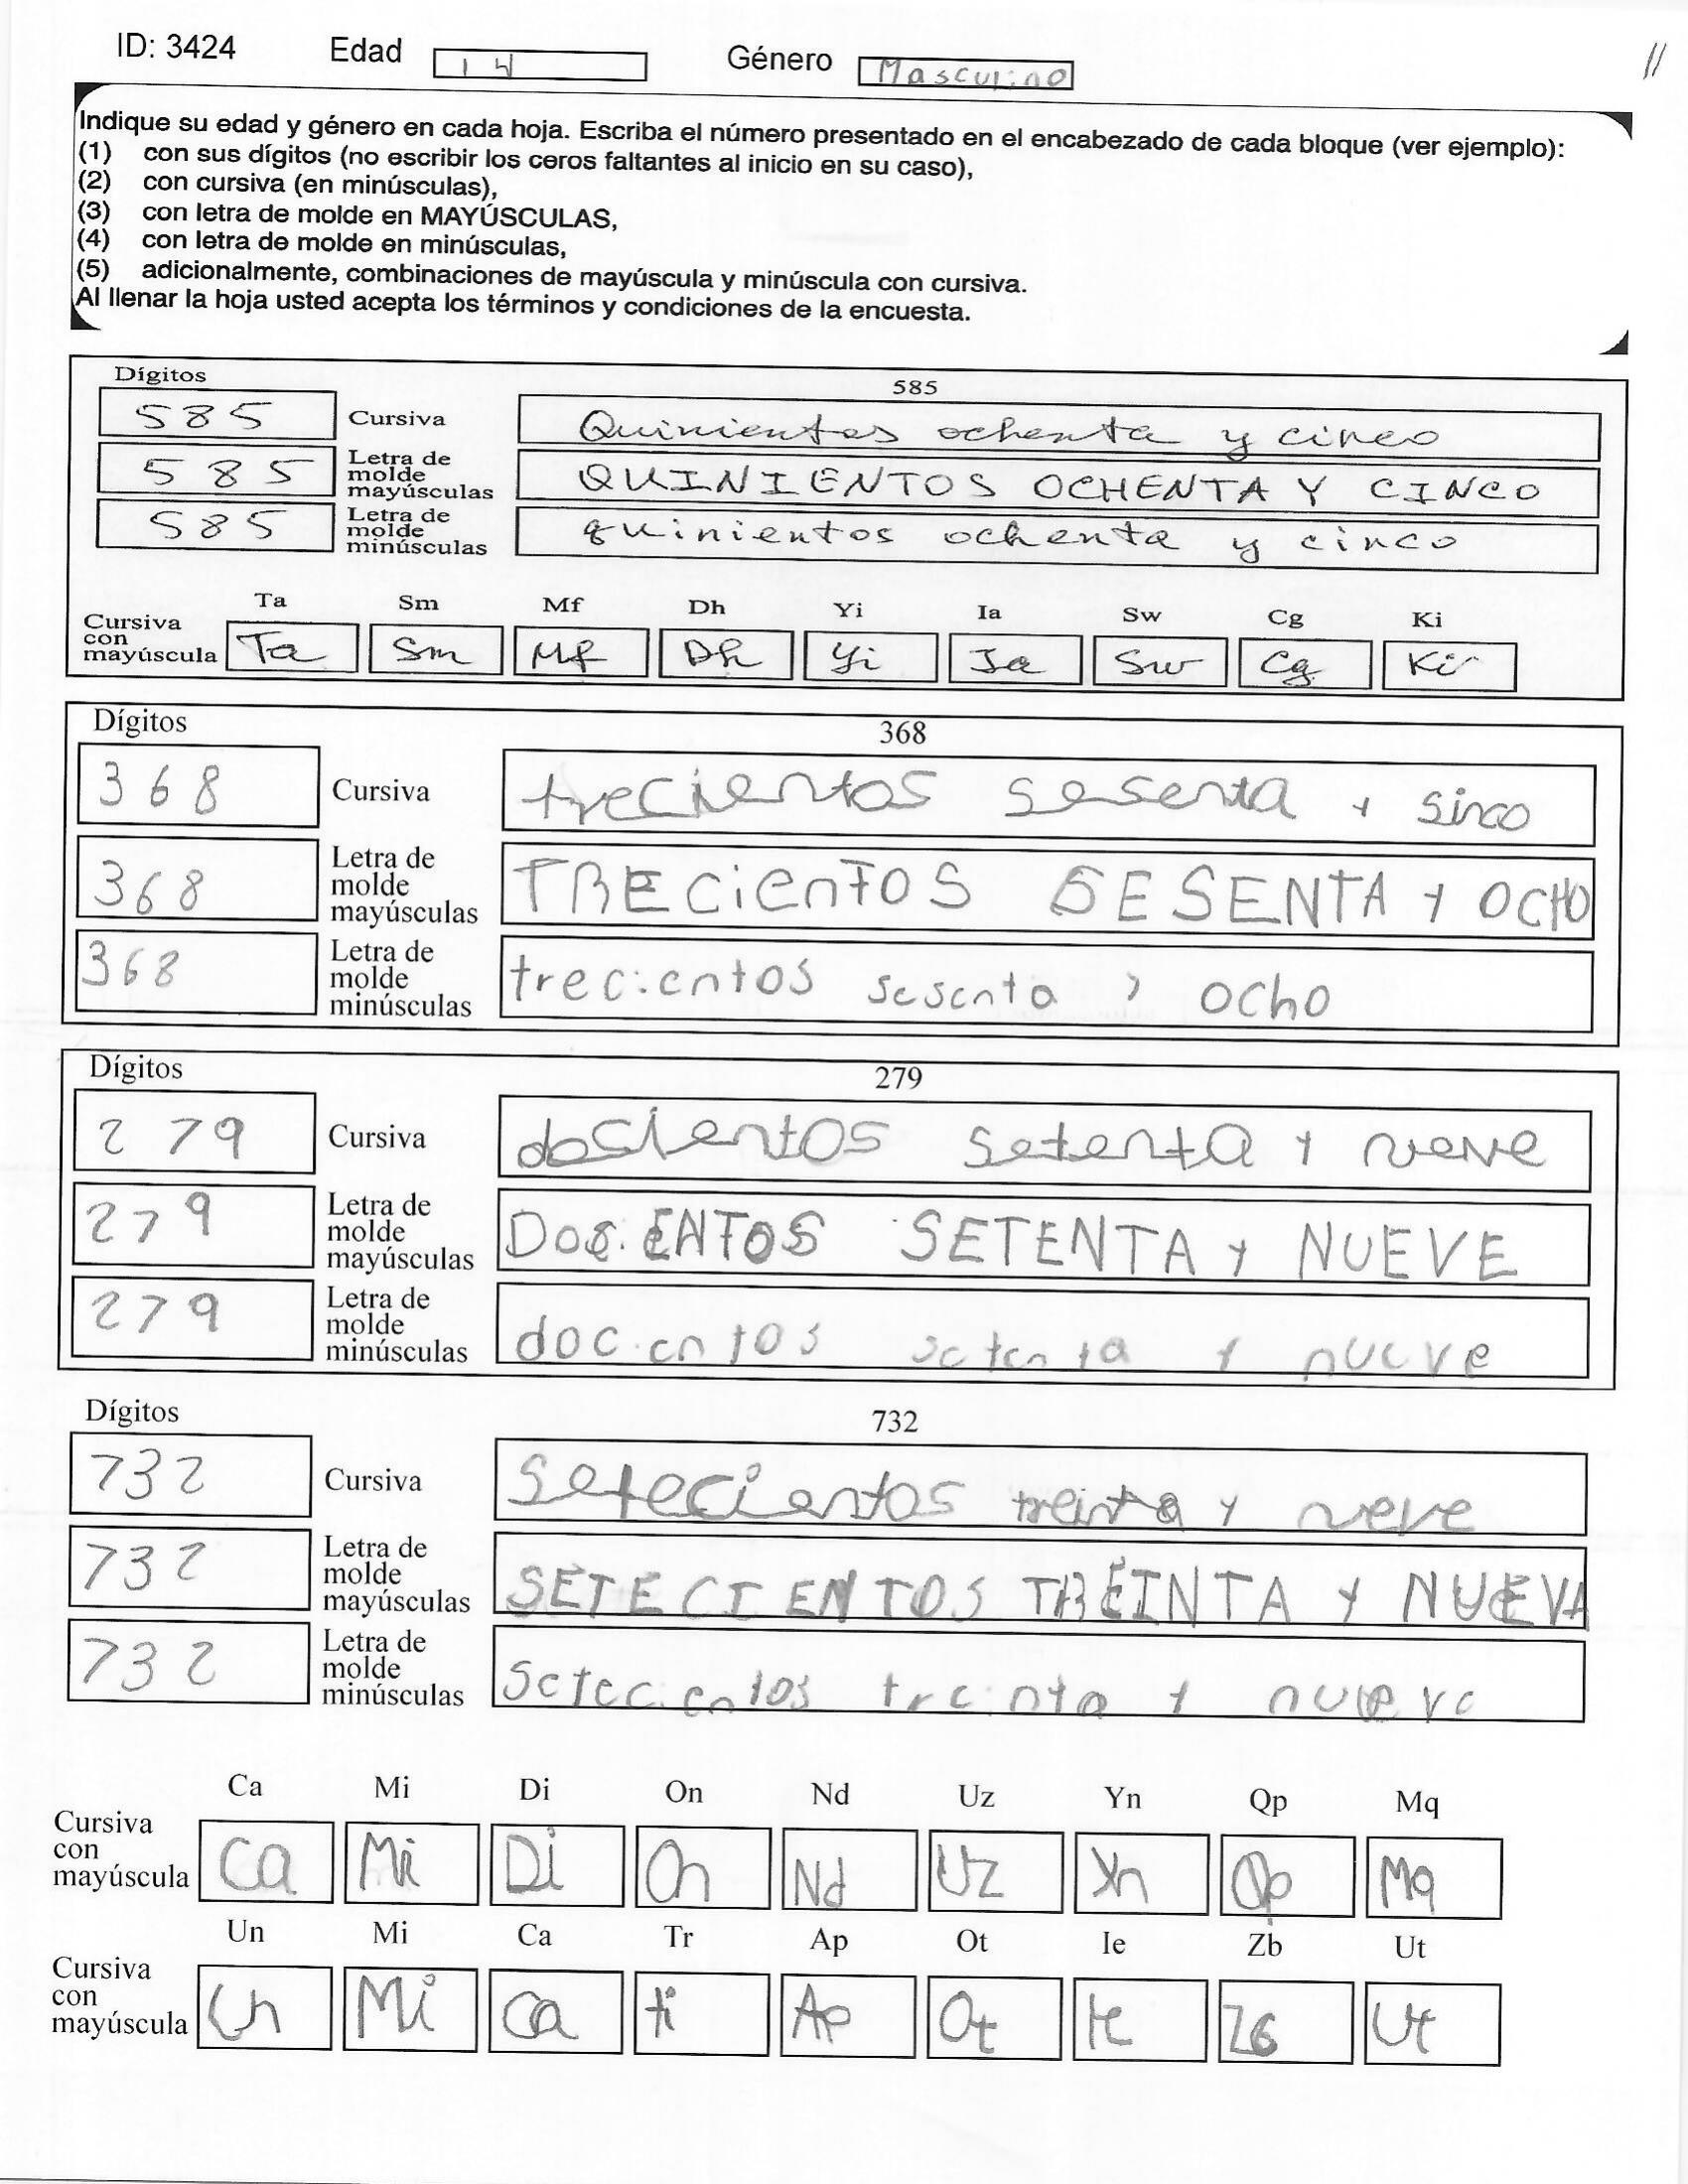 ID: 3424 Edad 14 Género Masculino 11
Indique su edad y género en cada hoja. Escriba el número presentado en el encabezado de cada bloque (ver ejemplo):
(1) con sus dígitos (no escribir los ceros faltantes al inicio en su caso),
(2) con cursiva (en minúsculas),
(3) con letra de molde en MAYÚSCULAS,
(4) con letra de molde en minúsculas,
(5) adicionalmente, combinaciones de mayúscula y minúscula con cursiva.
Al llenar la hoja usted acepta los términos y condiciones de la encuesta.
Dígitos 585
585 Cursiva Quinientos ochenta y cinco
585 Letra de molde mayúsculas QUINIENTOS OCHENTA Y CINCO
585 Letra de molde minúsculas quinientos ochenta y cinco
Ta Sm Mf Dh Yi Ia Sw Cg Ki
Cursiva con mayúscula Ta Sm Mf Dh Yi Ia Sw Cg Ki
Dígitos 368
368 Cursiva trecientos sesenta y sinco
368 Letra de molde mayúsculas TRECiEnTOS SESENTA y OCHO
368 Letra de molde minúsculas trecientos sesenta y ocho
Dígitos 279
279 Cursiva dosientos setenta y neve
279 Letra de molde mayúsculas DOCiENTOS SETENTA y NUEVE
279 Letra de molde minúsculas docientos setenta y nueve
Dígitos 732
732 Cursiva setecientos treinta y neve
732 Letra de molde mayúsculas SETECIENTOS TREINTA y NUEVA
732 Letra de molde minúsculas setecientos treinta y nueve
Ca Mi Di On Nd Uz Yn Qp Mq
Cursiva con mayúscula Ca Mi Di On Nd Uz Yn Qp Mq
Un Mi Ca Tr Ap Ot Ie Zb Ut
Cursiva con mayúscula Un Mi Ca ti Ap Ot Ie Zb Ut